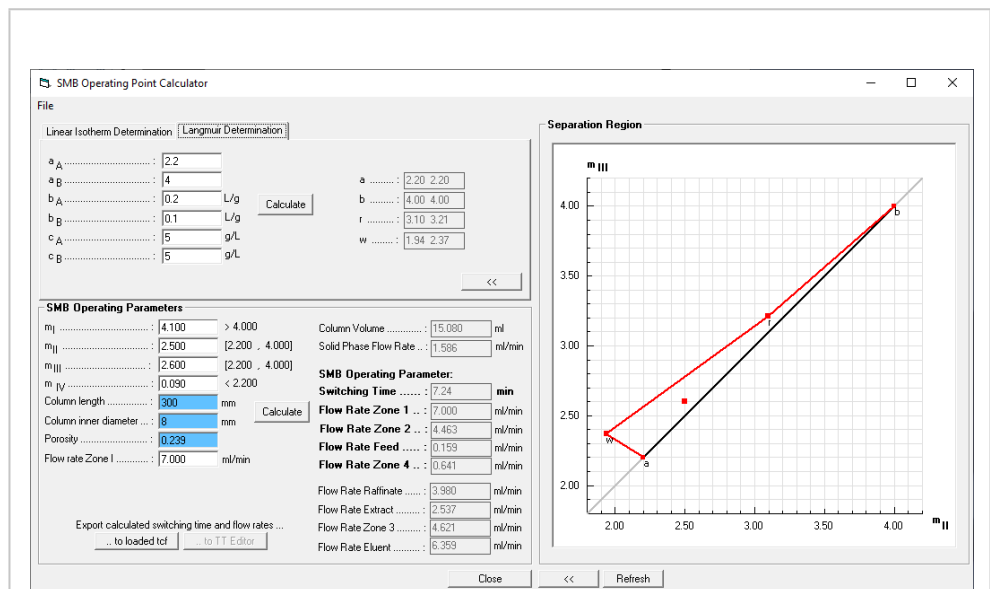 SMB Operating Point Calculator
File
Linear Isotherm Determination Langmuir Determination
a A ............................. : 2.2
a B ............................. : 4
b A ............................. : 0.2 L/g
b B ............................. : 0.1 L/g
c A ............................. : 5 g/L
c B ............................. : 5 g/L
Calculate
a ........ : 2.20 2.20
b ........ : 4.00 4.00
r ......... : 3.10 3.21
w ........ : 1.94 2.37
<<
SMB Operating Parameters
m I ............................. : 4.100 > 4.000
m II ............................ : 2.500 [2.200 , 4.000]
m III ........................... : 2.600 [2.200 , 4.000]
m IV .......................... : 0.090 < 2.200
Column length .............. : 300 mm
Column inner diameter ... : 8 mm
Porosity ........................ : 0.239
Flow rate Zone I ........... : 7.000 ml/min
Calculate
Export calculated switching time and flow rates ...
.. to loaded tcf .. to TT Editor
Column Volume ............ : 15.080 ml
Solid Phase Flow Rate .. : 1.586 ml/min
SMB Operating Parameter:
Switching Time ...... : 7.24 min
Flow Rate Zone 1 .. : 7.000 ml/min
Flow Rate Zone 2 .. : 4.463 ml/min
Flow Rate Feed ..... : 0.159 ml/min
Flow Rate Zone 4 .. : 0.641 ml/min
Flow Rate Raffinate ...... : 3.980 ml/min
Flow Rate Extract ......... : 2.537 ml/min
Flow Rate Zone 3 ......... : 4.621 ml/min
Flow Rate Eluent .......... : 6.359 ml/min
Separation Region
m III
4.00
3.50
3.00
2.50
2.00
b
r
w
a
2.00 2.50 3.00 3.50 4.00 m II
Close << Refresh